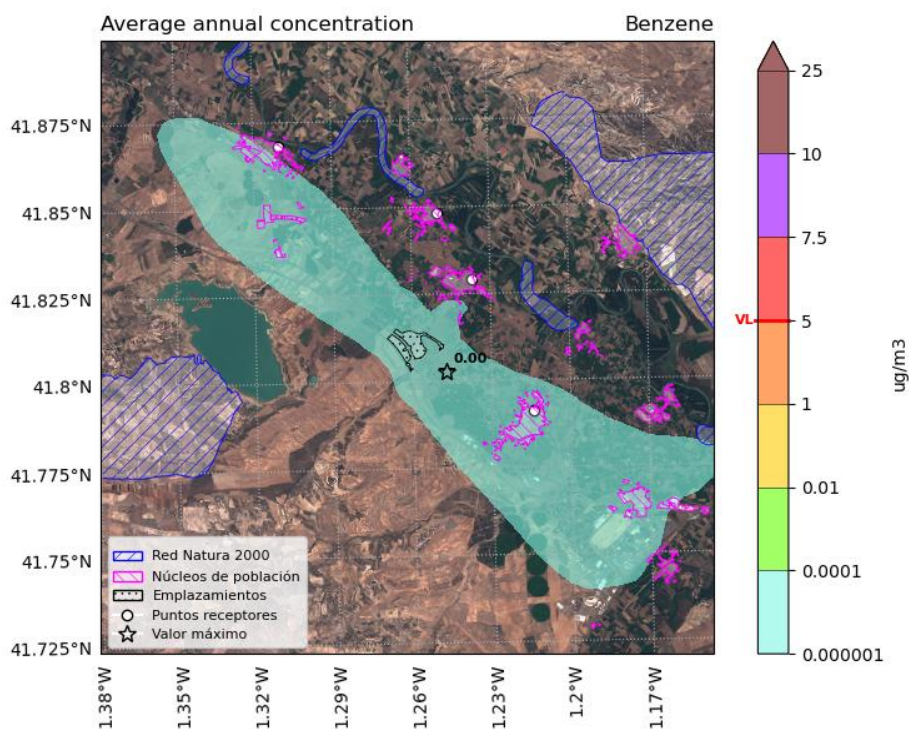 Average annual concentration
Benzene
41.875°N
41.85°N
41.825°N
41.8°N
41.775°N
41.75°N
41.725°N
0.00
Red Natura 2000
Núcleos de población
Emplazamientos
Puntos receptores
Valor máximo
1.38°W
1.35°W
1.32°W
1.29°W
1.26°W
1.23°W
1.2°W
1.17°W
25
10
7.5
VL
5
1
0.01
0.0001
0.000001
ug/m3